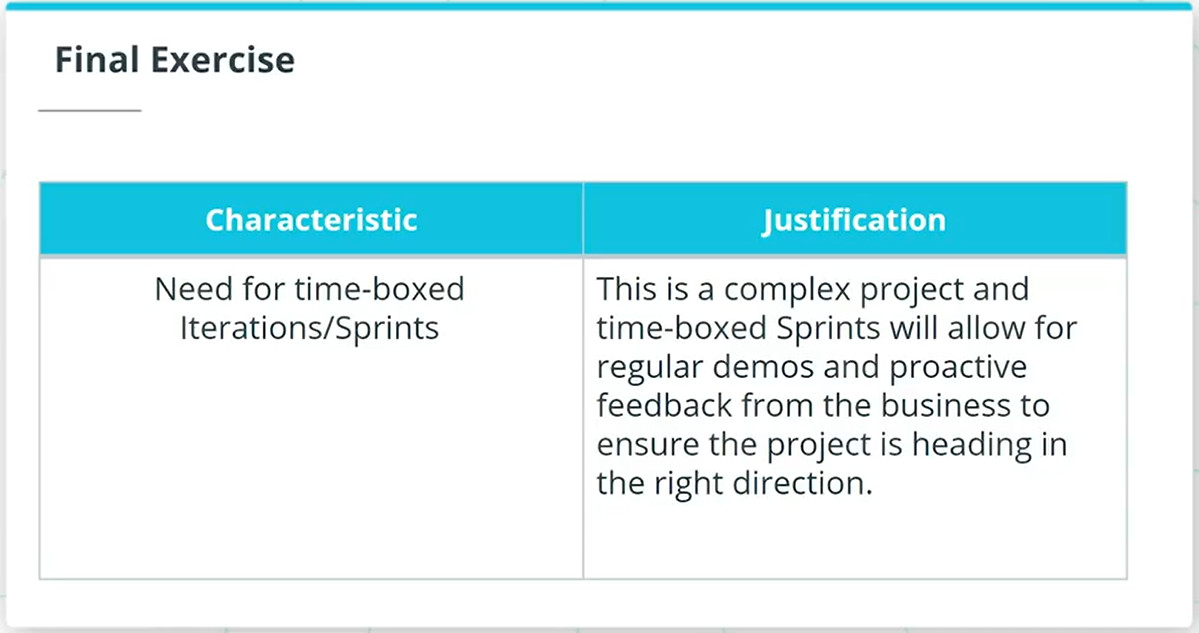 Final Exercise
Characteristic
Justification
Need for time-boxed
Iterations/Sprints
This is a complex project and
time-boxed Sprints will allow for
regular demos and proactive
feedback from the business to
ensure the project is heading in
the right direction.